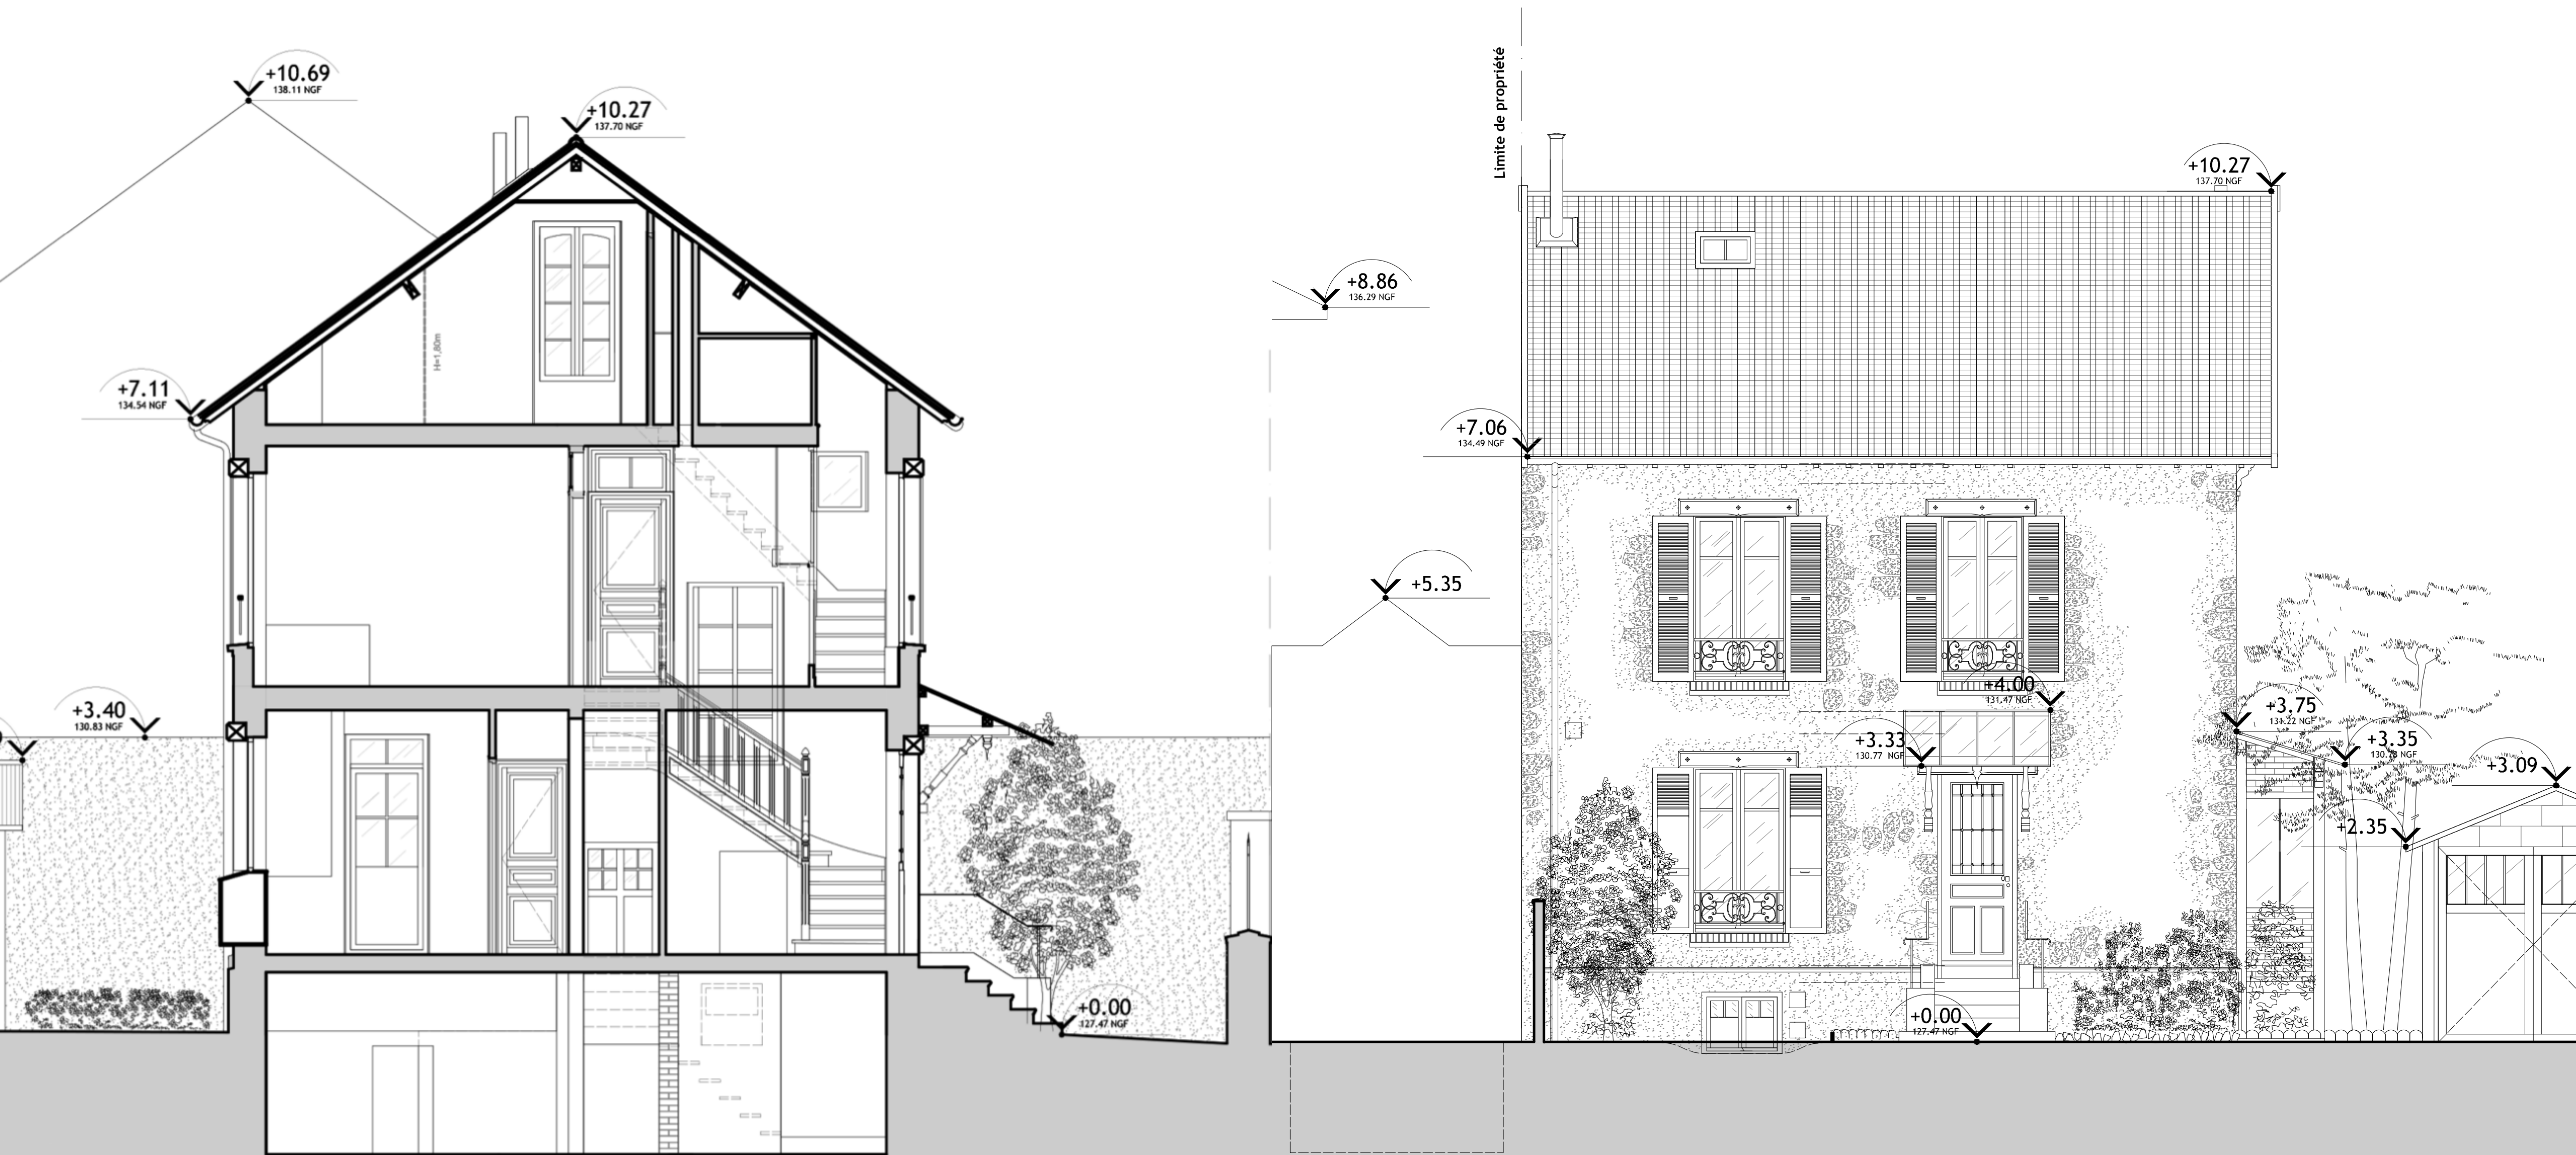 +10.69
138.11 NGF
+10.27
137.70 NGF
H=1,80m
+7.11
134.54 NGF
+3.40
130.83 NGF
+0.00
127.47 NGF
Limite de propriété
+10.27
137.70 NGF
+8.86
136.29 NGF
+7.06
134.49 NGF
+5.35
+4.00
131.47 NGF
+3.75
131.22 NGF
+3.33
130.77 NGF
+3.35
+3.09
+2.35
+0.00
127.47 NGF